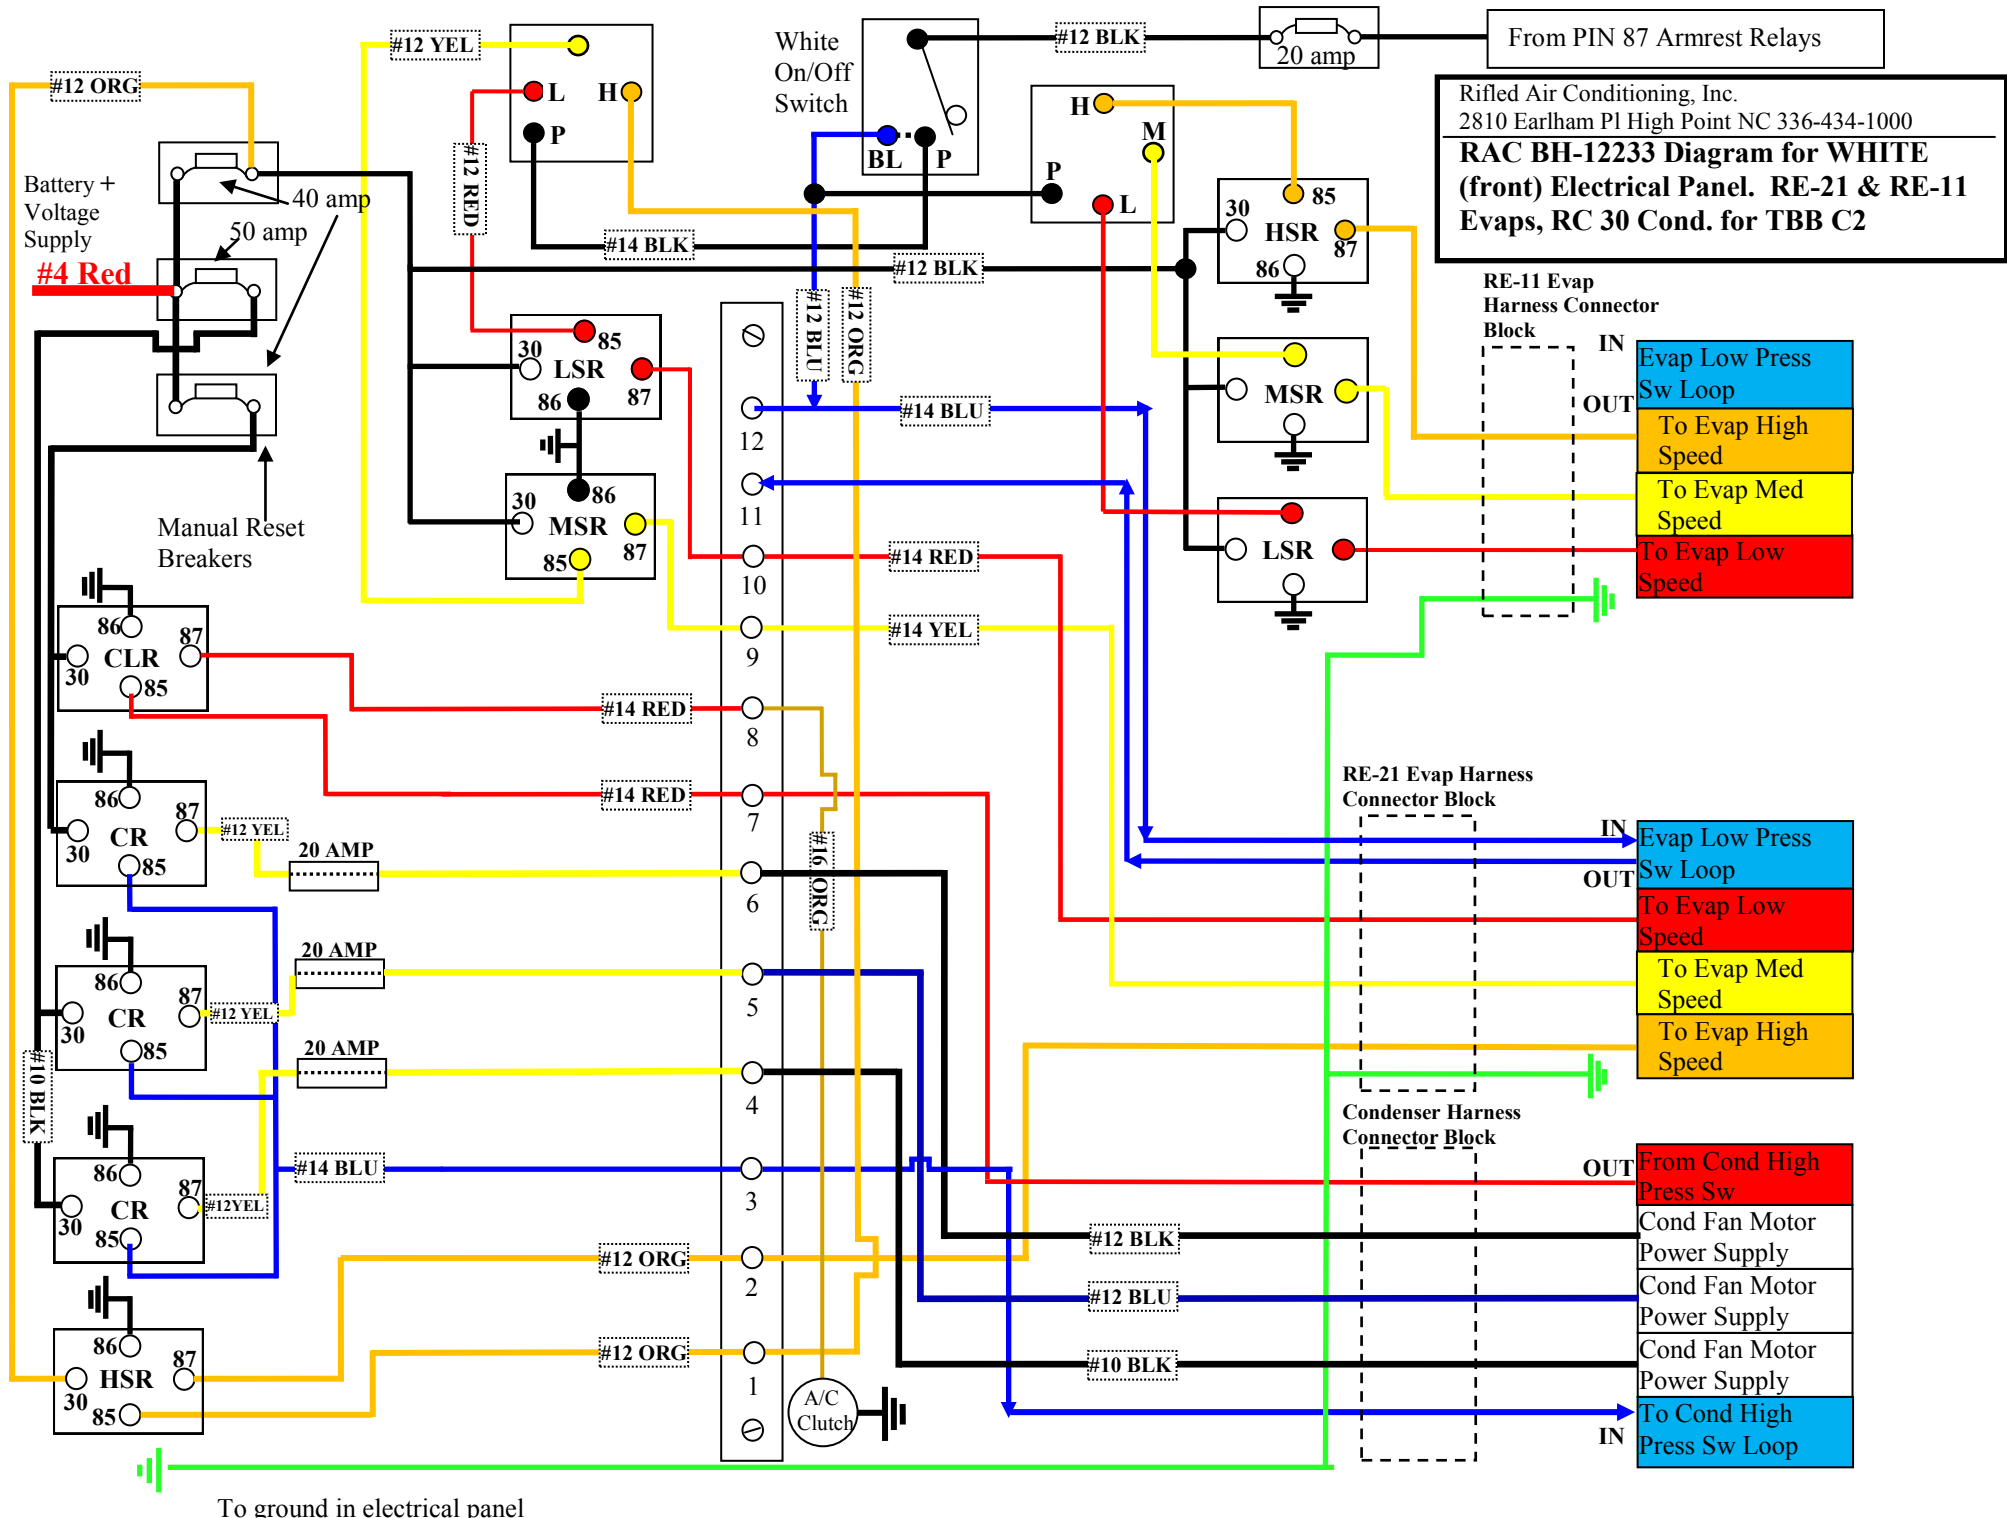 #12 YEL
#12 ORG
L
H
P
#12 RED
White
On/Off
Switch
BL
P
#12 BLK
20 amp
From PIN 87 Armrest Relays
Rifled Air Conditioning, Inc.
2810 Earlham Pl High Point NC 336-434-1000
RAC BH-12233 Diagram for WHITE
(front) Electrical Panel.  RE-21 & RE-11
Evaps, RC 30 Cond. for TBB C2
H
M
P
L
Battery +
Voltage
Supply
#4 Red
40 amp
50 amp
#14 BLK
#12 BLK
#12 BLU
#12 ORG
30
85
HSR
87
86
RE-11 Evap
Harness Connector
Block
IN
OUT
Evap Low Press
Sw Loop
To Evap High
Speed
To Evap Med
Speed
To Evap Low
Speed
MSR
LSR
30
85
LSR
86
87
30
86
MSR
85
87
Manual Reset
Breakers
12
#14 BLU
11
10
#14 RED
9
#14 YEL
86
87
CLR
30
85
#14 RED
8
#14 RED
7
86
87
CR
30
85
#12 YEL
20 AMP
6
#16 ORG
86
87
CR
30
85
#12 YEL
20 AMP
5
20 AMP
4
#10 BLK
86
87
CR
30
85
#12YEL
#14 BLU
3
#12 ORG
2
86
87
HSR
30
85
#12 ORG
1
A/C
Clutch
RE-21 Evap Harness
Connector Block
IN
OUT
Evap Low Press
Sw Loop
To Evap Low
Speed
To Evap Med
Speed
To Evap High
Speed
Condenser Harness
Connector Block
OUT
From Cond High
Press Sw
#12 BLK
Cond Fan Motor
Power Supply
#12 BLU
Cond Fan Motor
Power Supply
#10 BLK
Cond Fan Motor
Power Supply
IN
To Cond High
Press Sw Loop
To ground in electrical panel